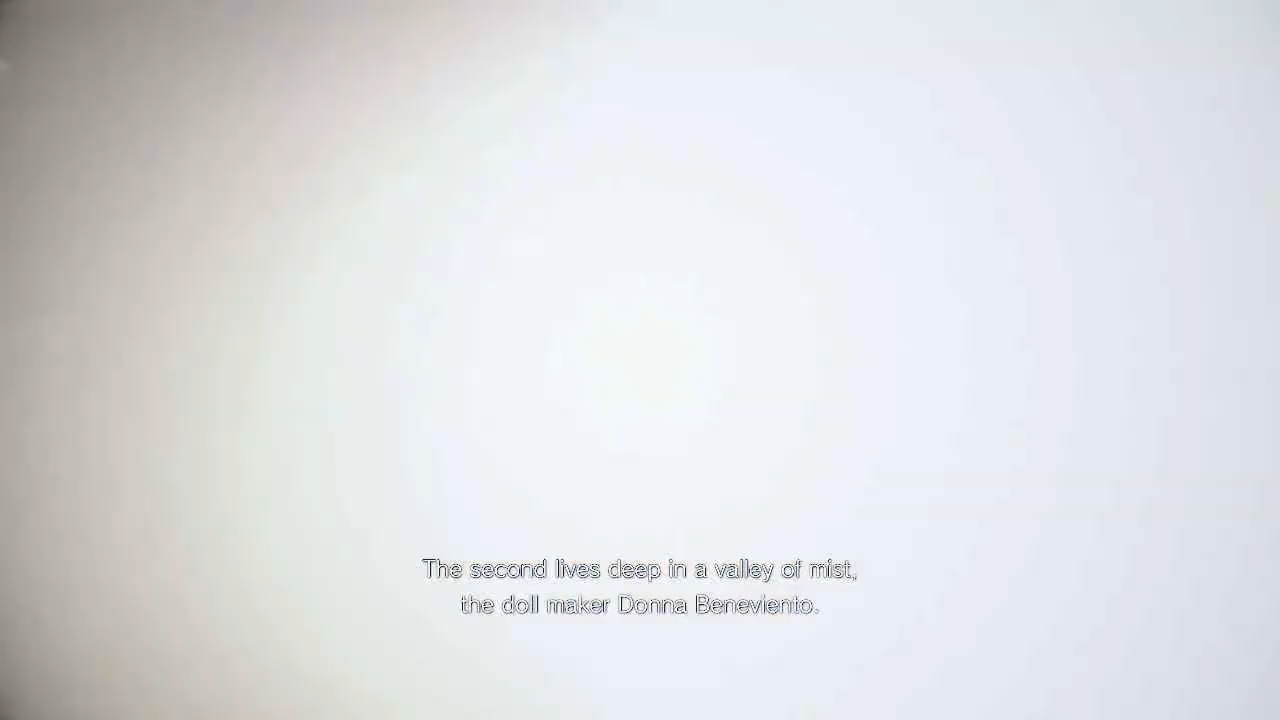 The second lives deep in a valley of mist,
the doll maker Donna Beneviento.